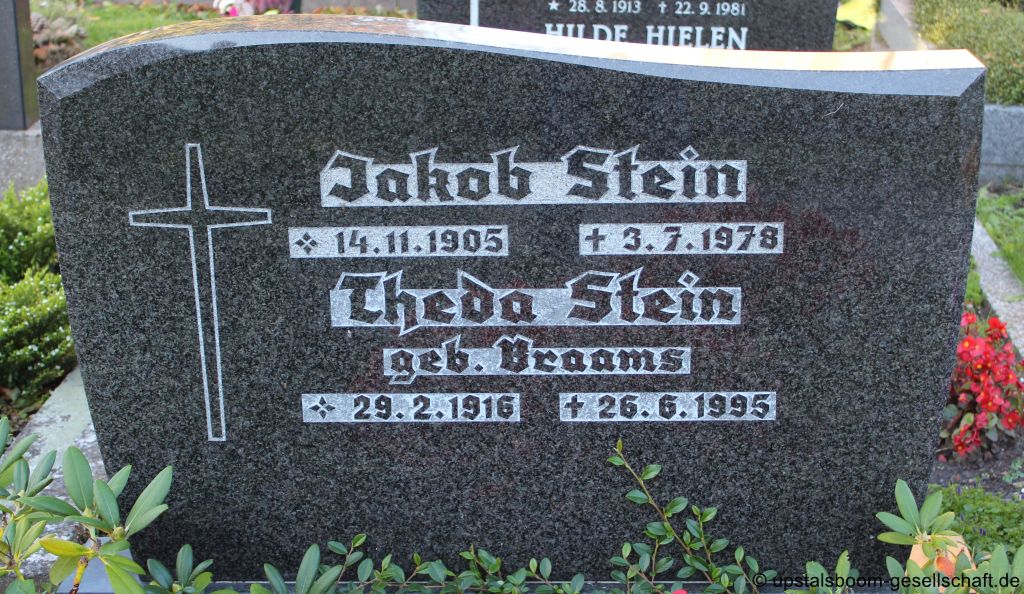 * 28.8.1913 † 22.9.1981
HILDE HIELEN
Jakob Stein
* 14.11.1905 † 3.7.1978
Theda Stein
geb. Braams
* 29.2.1916 † 26.6.1995
© upstalsboom-gesellschaft.de